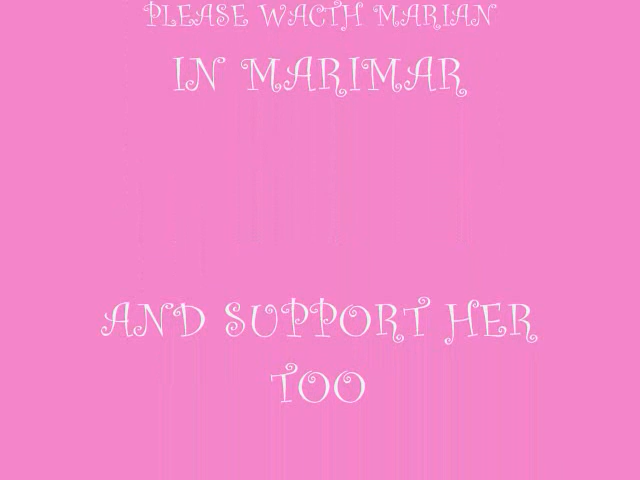 PLEASE WACTH MARIAN
IN MARIMAR
AND SUPPORT HER
TOO